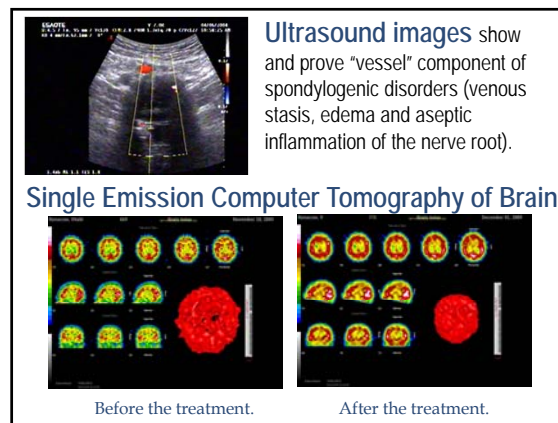 ESAOTE
Ultrasound images show
and prove “vessel” component of
spondylogenic disorders (venous
stasis, edema and aseptic
inflammation of the nerve root).
Single Emission Computer Tomography of Brain
Before the treatment.
After the treatment.